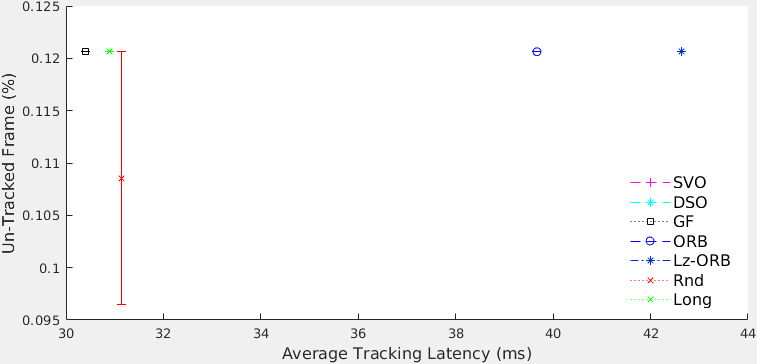 0.125
0.12
0.115
0.11
0.105
0.1
0.095
Un-Tracked Frame (%)
30 32 34 36 38 40 42 44
Average Tracking Latency (ms)
SVO
DSO
GF
ORB
Lz-ORB
Rnd
Long